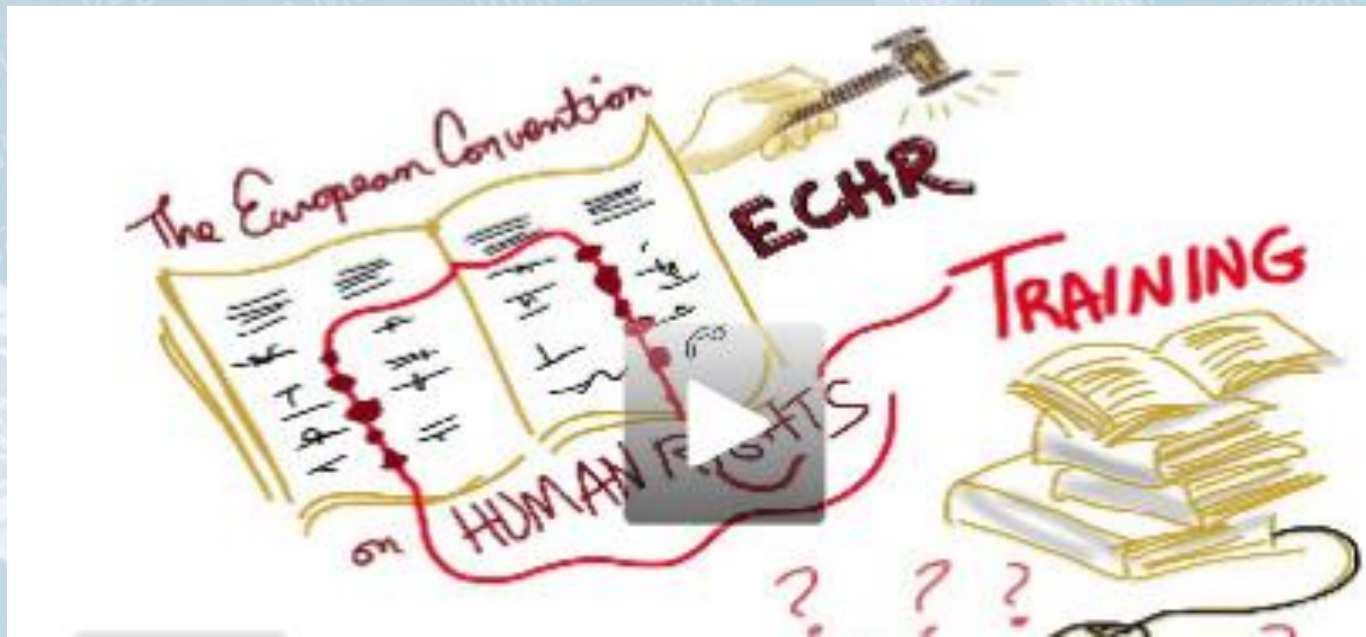 The European Convention
ECHR
TRAINING
on HUMAN RIGHTS
? ? ?
?